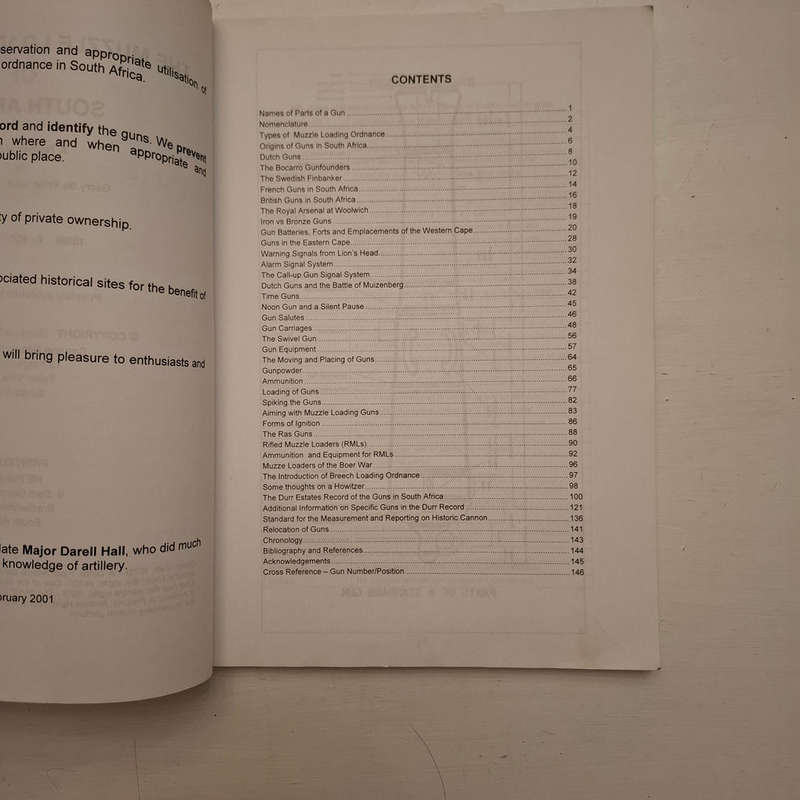 servation and appropriate utilisation of
ordnance in South Africa.
ord and identify the guns. We prevent
where and when appropriate and
ublic place.
ty of private ownership.
ociated historical sites for the benefit of
will bring pleasure to enthusiasts and
late Major Darell Hall, who did much
knowledge of artillery.
bruary 2001
CONTENTS
Names of Parts of a Gun 1
Nomenclature 2
Types of Muzzle Loading Ordnance 4
Origins of Guns in South Africa 6
Dutch Guns 8
The Bocarro Gunfounders 10
The Swedish Finbanker 12
French Guns in South Africa 14
British Guns in South Africa 16
The Royal Arsenal at Woolwich 18
Iron vs Bronze Guns 19
Gun Batteries, Forts and Emplacements of the Western Cape 20
Guns in the Eastern Cape 28
Warning Signals from Lion's Head 30
Alarm Signal System 32
The Call-up Gun Signal System 34
Dutch Guns and the Battle of Muizenberg 38
Time Guns 42
Noon Gun and a Silent Pause 45
Gun Salutes 46
Gun Carriages 48
The Swivel Gun 56
Gun Equipment 57
The Moving and Placing of Guns 64
Gunpowder 65
Ammunition 66
Loading of Guns 77
Spiking the Guns 82
Aiming with Muzzle Loading Guns 83
Forms of Ignition 86
The Ras Guns 88
Rifled Muzzle Loaders (RMLs) 90
Ammunition and Equipment for RMLs 92
Muzze Loaders of the Boer War 96
The Introduction of Breech Loading Ordnance 97
Some thoughts on a Howitzer 98
The Durr Estates Record of the Guns in South Africa 100
Additional Information on Specific Guns in the Durr Record 121
Standard for the Measurement and Reporting on Historic Cannon 136
Relocation of Guns 141
Chronology 143
Bibliography and References 144
Acknowledgements 145
Cross Reference – Gun Number/Position 146